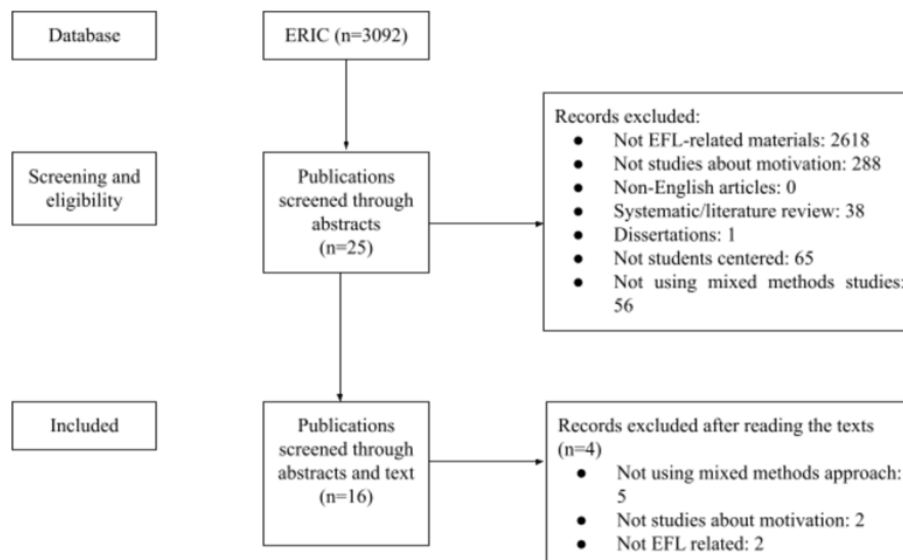 Database
ERIC (n=3092)
Screening and
eligibility
Publications
screened through
abstracts
(n=25)
Records excluded:
● Not EFL-related materials: 2618
● Not studies about motivation: 288
● Non-English articles: 0
● Systematic/literature review: 38
● Dissertations: 1
● Not students centered: 65
● Not using mixed methods studies:
56
Included
Publications
screened through
abstracts and text
(n=16)
Records excluded after reading the texts
(n=4)
● Not using mixed methods approach:
5
● Not studies about motivation: 2
● Not EFL related: 2